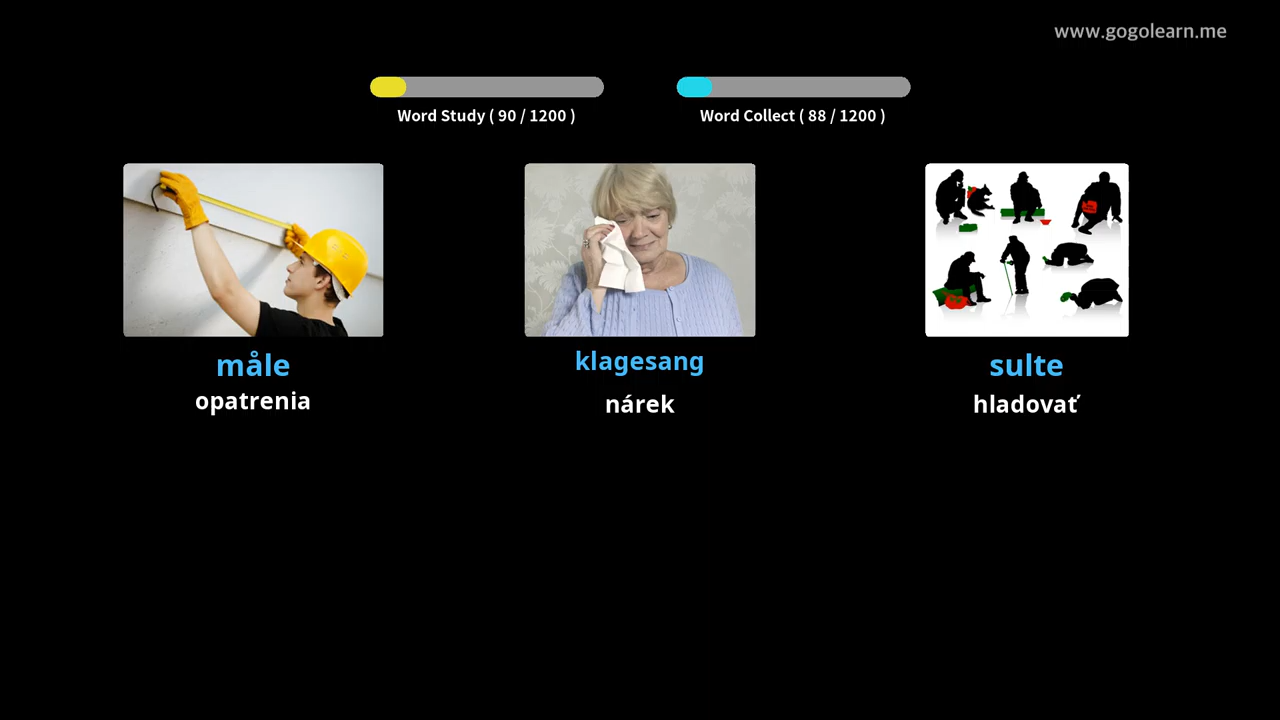 www.gogolearn.me
Word Study ( 90 / 1200 )
Word Collect ( 88 / 1200 )
måle
klagesang
sulte
opatrenia
nárek
hladovať